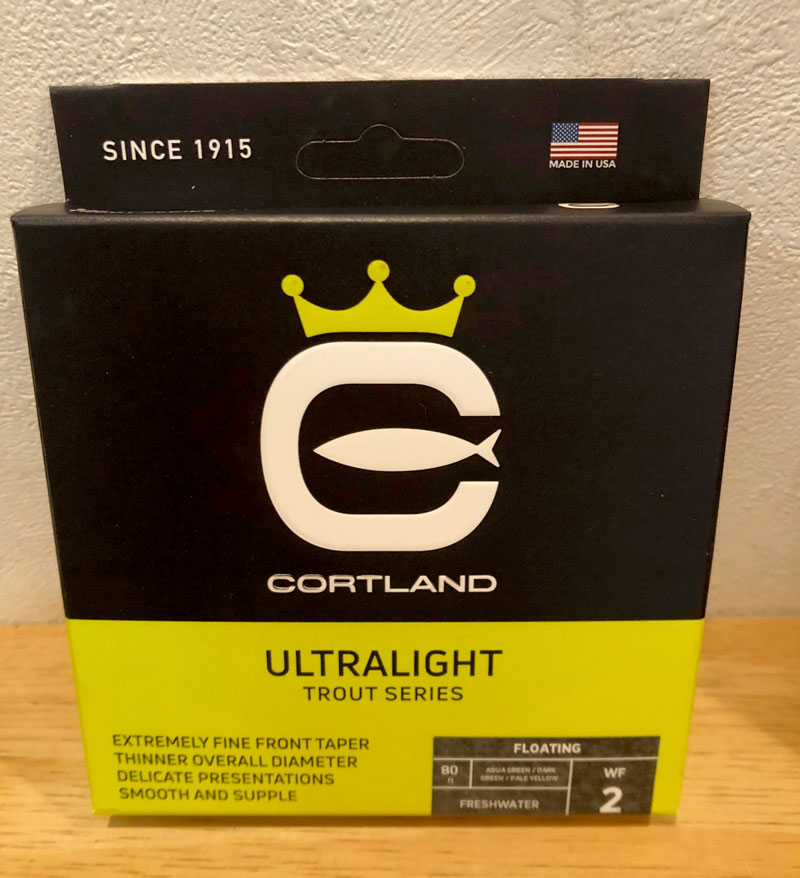 SINCE 1915
MADE IN USA
CORTLAND
ULTRALIGHT
TROUT SERIES
EXTREMELY FINE FRONT TAPER
THINNER OVERALL DIAMETER
DELICATE PRESENTATIONS
SMOOTH AND SUPPLE
FLOATING
80
ft
AQUA GREEN / DARK
GREEN / PALE YELLOW
FRESHWATER
WF
2